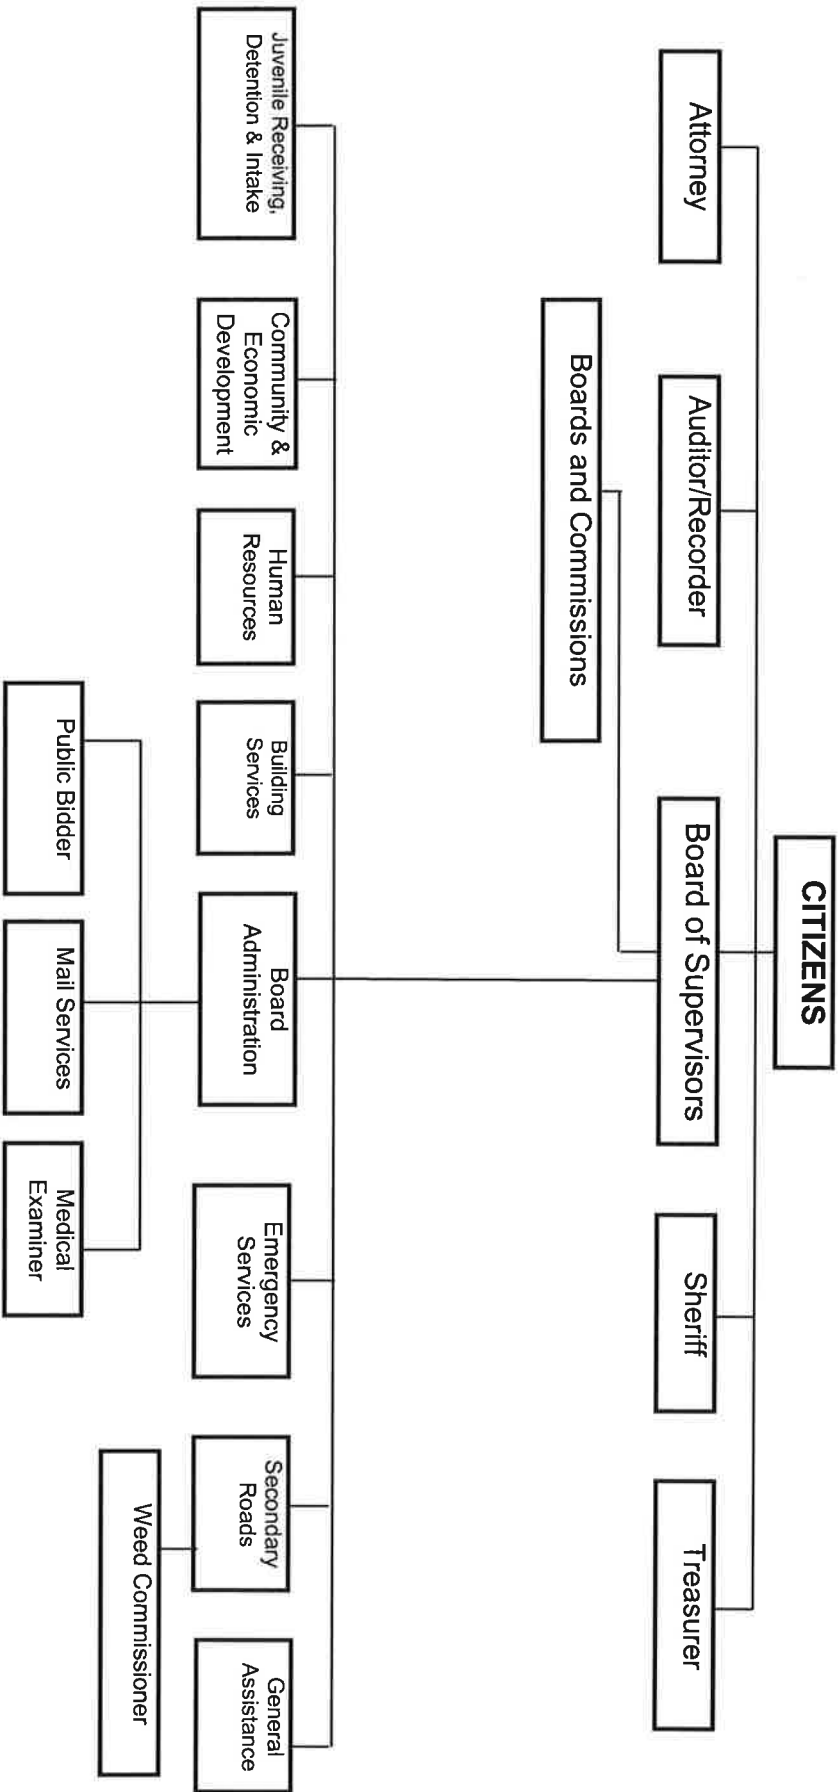 CITIZENS
Attorney
Auditor/Recorder
Board of Supervisors
Sheriff
Treasurer
Boards and Commissions
Juvenile Receiving,
Detention & Intake
Community &
Economic
Development
Human
Resources
Building
Services
Board
Administration
Emergency
Services
Secondary
Roads
General
Assistance
Weed Commissioner
Public Bidder
Mail Services
Medical
Examiner